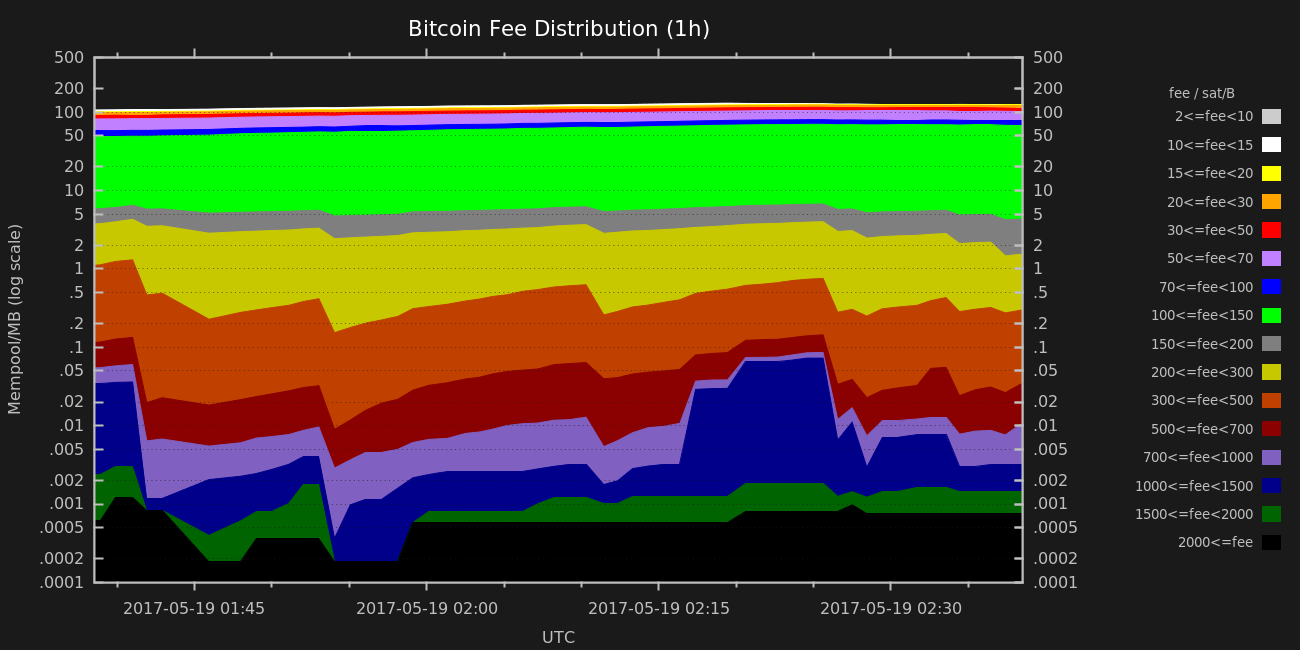 Bitcoin Fee Distribution (1h)
500 500
200 200
100 100
50 50
20 20
10 10
5 5
2 2
1 1
.5 .5
.2 .2
.1 .1
.05 .05
.02 .02
.01 .01
.005 .005
.002 .002
.001 .001
.0005 .0005
.0002 .0002
.0001 .0001
Mempool/MB (log scale)
2017-05-19 01:45 2017-05-19 02:00 2017-05-19 02:15 2017-05-19 02:30
UTC
fee / sat/B
2<=fee<10
10<=fee<15
15<=fee<20
20<=fee<30
30<=fee<50
50<=fee<70
70<=fee<100
100<=fee<150
150<=fee<200
200<=fee<300
300<=fee<500
500<=fee<700
700<=fee<1000
1000<=fee<1500
1500<=fee<2000
2000<=fee